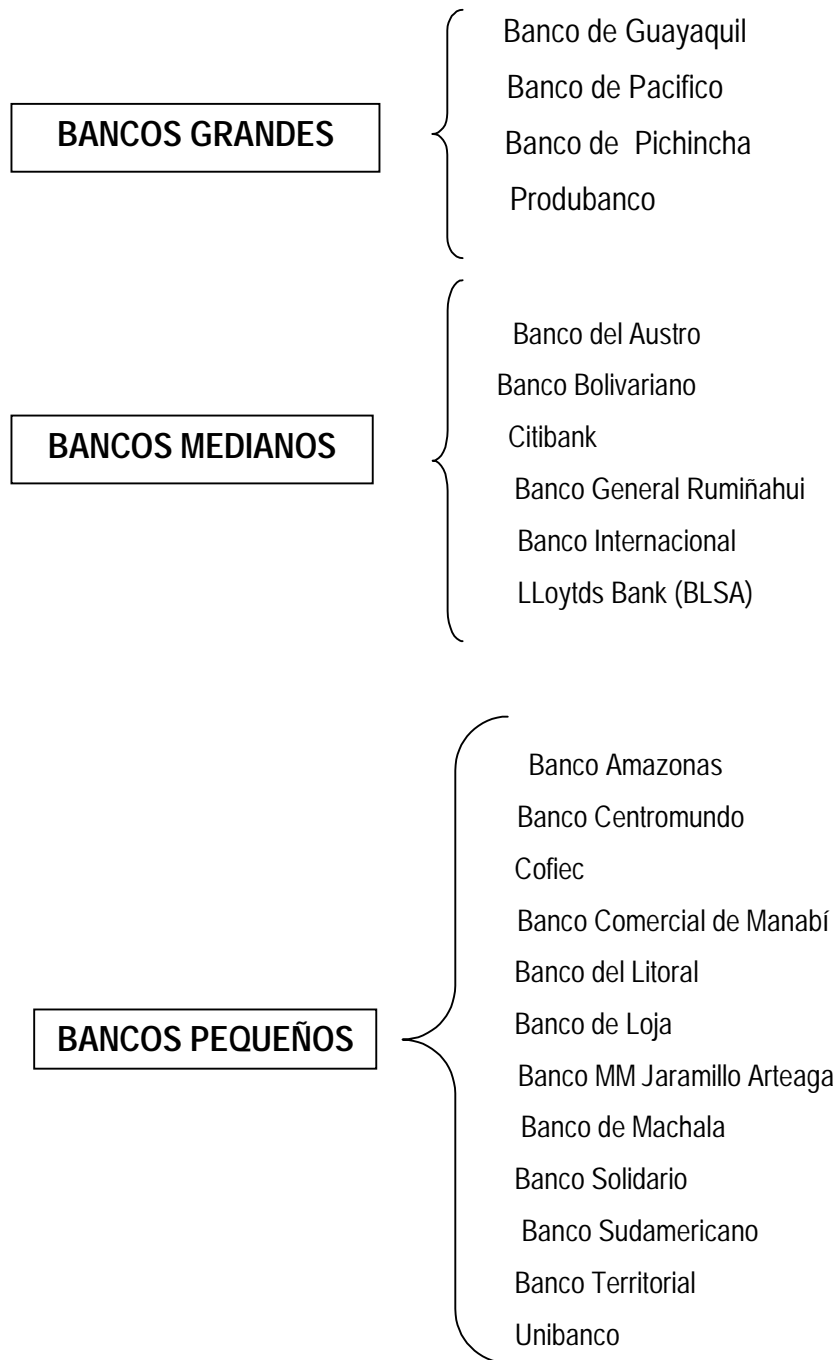 BANCOS GRANDES
Banco de Guayaquil
Banco de Pacifico
Banco de Pichincha
Produbanco
BANCOS MEDIANOS
Banco del Austro
Banco Bolivariano
Citibank
Banco General Rumiñahui
Banco Internacional
LLoytds Bank (BLSA)
BANCOS PEQUEÑOS
Banco Amazonas
Banco Centromundo
Cofiec
Banco Comercial de Manabí
Banco del Litoral
Banco de Loja
Banco MM Jaramillo Arteaga
Banco de Machala
Banco Solidario
Banco Sudamericano
Banco Territorial
Unibanco